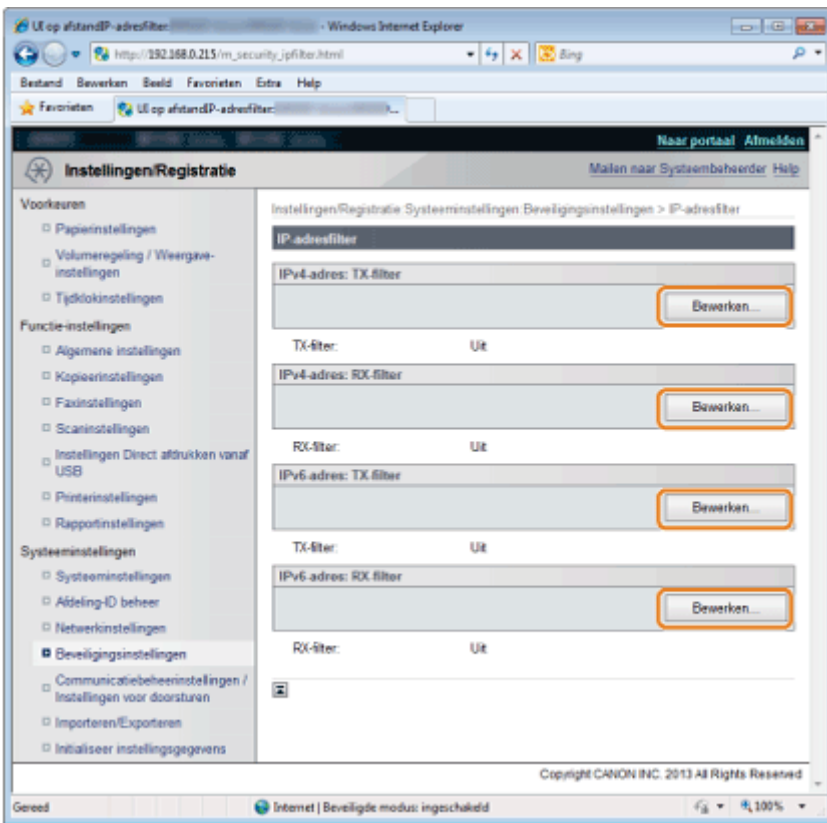 UI op afstandIP-adresfilter: - Windows Internet Explorer
http://192.168.0.215/m_security_ipfilter.html
Bing
Bestand Bewerken Beeld Favorieten Extra Help
Favorieten UI op afstandIP-adresfilter: ...
Naar portaal Afmelden
Instellingen/Registratie
Mailen naar Systeembeheerder Help
Voorkeuren
Papierinstellingen
Volumeregeling / Weergave-
instellingen
Tijdklokinstellingen
Functie-instellingen
Algemene instellingen
Kopieerinstellingen
Faxinstellingen
Scaninstellingen
Instellingen Direct afdrukken vanaf
USB
Printerinstellingen
Rapportinstellingen
Systeeminstellingen
Systeeminstellingen
Afdeling-ID beheer
Netwerkinstellingen
Beveiligingsinstellingen
Communicatiebeheerinstellingen /
Instellingen voor doorsturen
Importeren/Exporteren
Initialiseer instellingsgegevens
Instellingen/Registratie:Systeeminstellingen:Beveiligingsinstellingen > IP-adresfilter
IP-adresfilter
IPv4-adres: TX-filter
Bewerken...
TX-filter: Uit
IPv4-adres: RX-filter
Bewerken...
RX-filter: Uit
IPv6-adres: TX-filter
Bewerken...
TX-filter: Uit
IPv6-adres: RX-filter
Bewerken...
RX-filter: Uit
Copyright CANON INC. 2013 All Rights Reserved
Gereed Internet | Beveiligde modus: ingeschakeld 100%